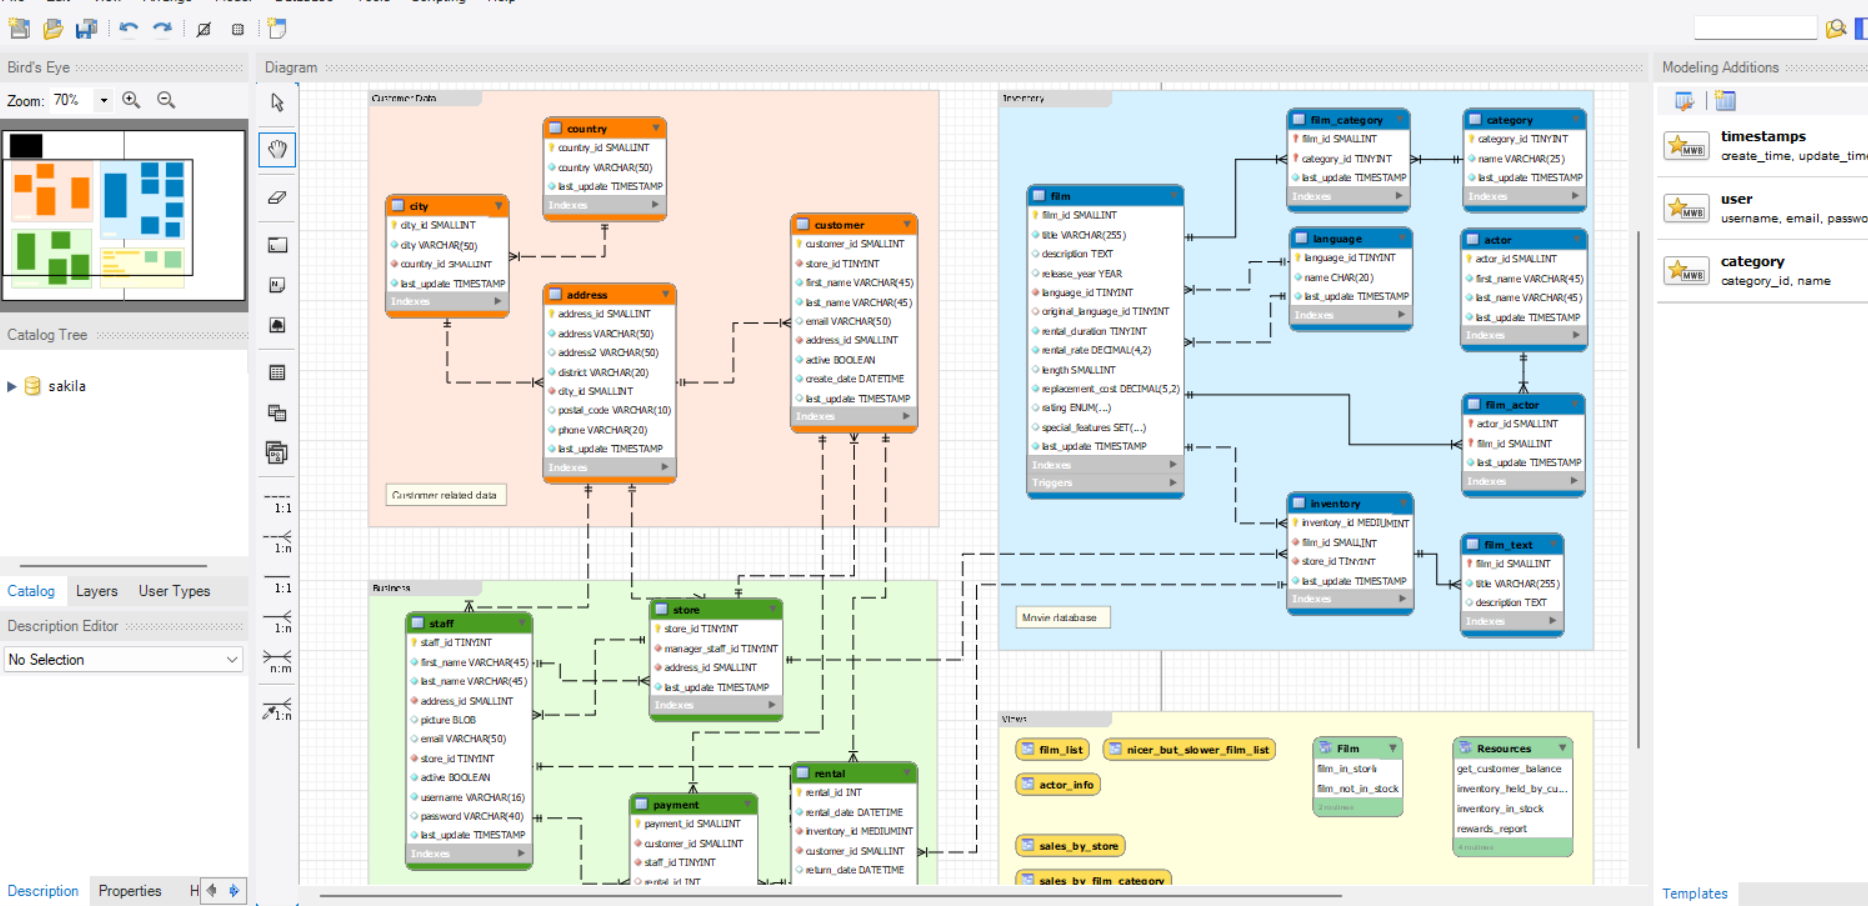 Bird's Eye
Diagram
Modeling Additions
Zoom: 70%
timestamps
create_time, update_time
user
username, email, passwo
category
category_id, name
Catalog Tree
sakila
Catalog
Layers
User Types
Description Editor
No Selection
Description
Properties
H
1:1
1:n
1:1
1:n
n:m
1:n
Customer Data
country
country_id SMALLINT
country VARCHAR(50)
last_update TIMESTAMP
Indexes
city
city_id SMALLINT
city VARCHAR(50)
country_id SMALLINT
last_update TIMESTAMP
Indexes
address
address_id SMALLINT
address VARCHAR(50)
address2 VARCHAR(50)
district VARCHAR(20)
city_id SMALLINT
postal_code VARCHAR(10)
phone VARCHAR(20)
last_update TIMESTAMP
Indexes
customer
customer_id SMALLINT
store_id TINYINT
first_name VARCHAR(45)
last_name VARCHAR(45)
email VARCHAR(50)
address_id SMALLINT
active BOOLEAN
create_date DATETIME
last_update TIMESTAMP
Indexes
Customer related data
Inventory
film
film_id SMALLINT
title VARCHAR(255)
description TEXT
release_year YEAR
language_id TINYINT
original_language_id TINYINT
rental_duration TINYINT
rental_rate DECIMAL(4,2)
length SMALLINT
replacement_cost DECIMAL(5,2)
rating ENUM(...)
special_features SET(...)
last_update TIMESTAMP
Indexes
Triggers
film_category
film_id SMALLINT
category_id TINYINT
last_update TIMESTAMP
Indexes
category
category_id TINYINT
name VARCHAR(25)
last_update TIMESTAMP
Indexes
language
language_id TINYINT
name CHAR(20)
last_update TIMESTAMP
Indexes
actor
actor_id SMALLINT
first_name VARCHAR(45)
last_name VARCHAR(45)
last_update TIMESTAMP
Indexes
film_actor
actor_id SMALLINT
film_id SMALLINT
last_update TIMESTAMP
Indexes
inventory
inventory_id MEDIUMINT
film_id SMALLINT
store_id TINYINT
last_update TIMESTAMP
Indexes
film_text
film_id SMALLINT
title VARCHAR(255)
description TEXT
Indexes
Movie database
Business
staff
staff_id TINYINT
first_name VARCHAR(45)
last_name VARCHAR(45)
address_id SMALLINT
picture BLOB
email VARCHAR(50)
store_id TINYINT
active BOOLEAN
username VARCHAR(16)
password VARCHAR(40)
last_update TIMESTAMP
Indexes
store
store_id TINYINT
manager_staff_id TINYINT
address_id SMALLINT
last_update TIMESTAMP
Indexes
payment
payment_id SMALLINT
customer_id SMALLINT
staff_id TINYINT
rental_id INT
rental
rental_id INT
rental_date DATETIME
inventory_id MEDIUMINT
customer_id SMALLINT
return_date DATETIME
Views
film_list
nicer_but_slower_film_list
actor_info
sales_by_store
sales_by_film_category
Film
film_in_stock
film_not_in_stock
2 routines
Resources
get_customer_balance
inventory_held_by_cu...
inventory_in_stock
rewards_report
4 routines
Templates